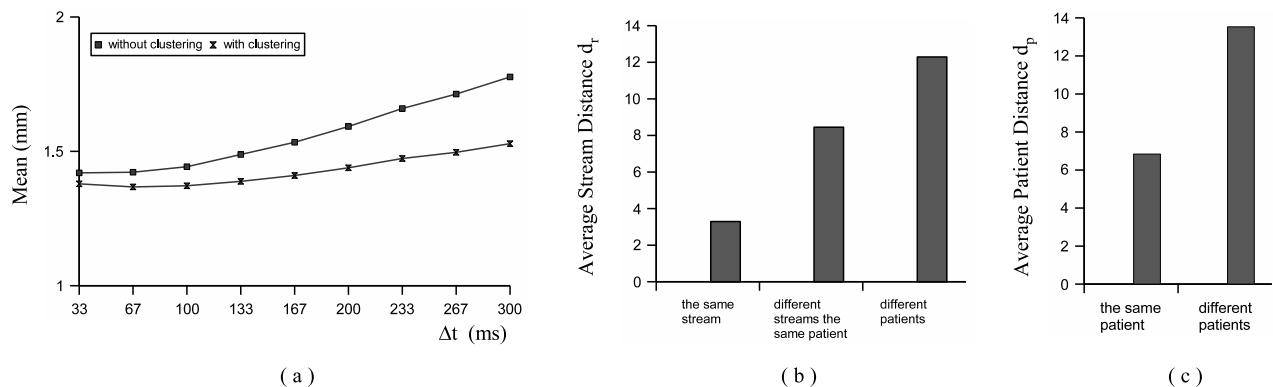 2
1.5
1
Mean (mm)
without clustering with clustering
33 67 100 133 167 200 233 267 300
Δt (ms)
( a )
Average Stream Distance d_r
14
12
10
8
6
4
2
0
the same stream
different streams the same patient
different patients
( b )
Average Patient Distance d_p
14
12
10
8
6
4
2
0
the same patient
different patients
( c )